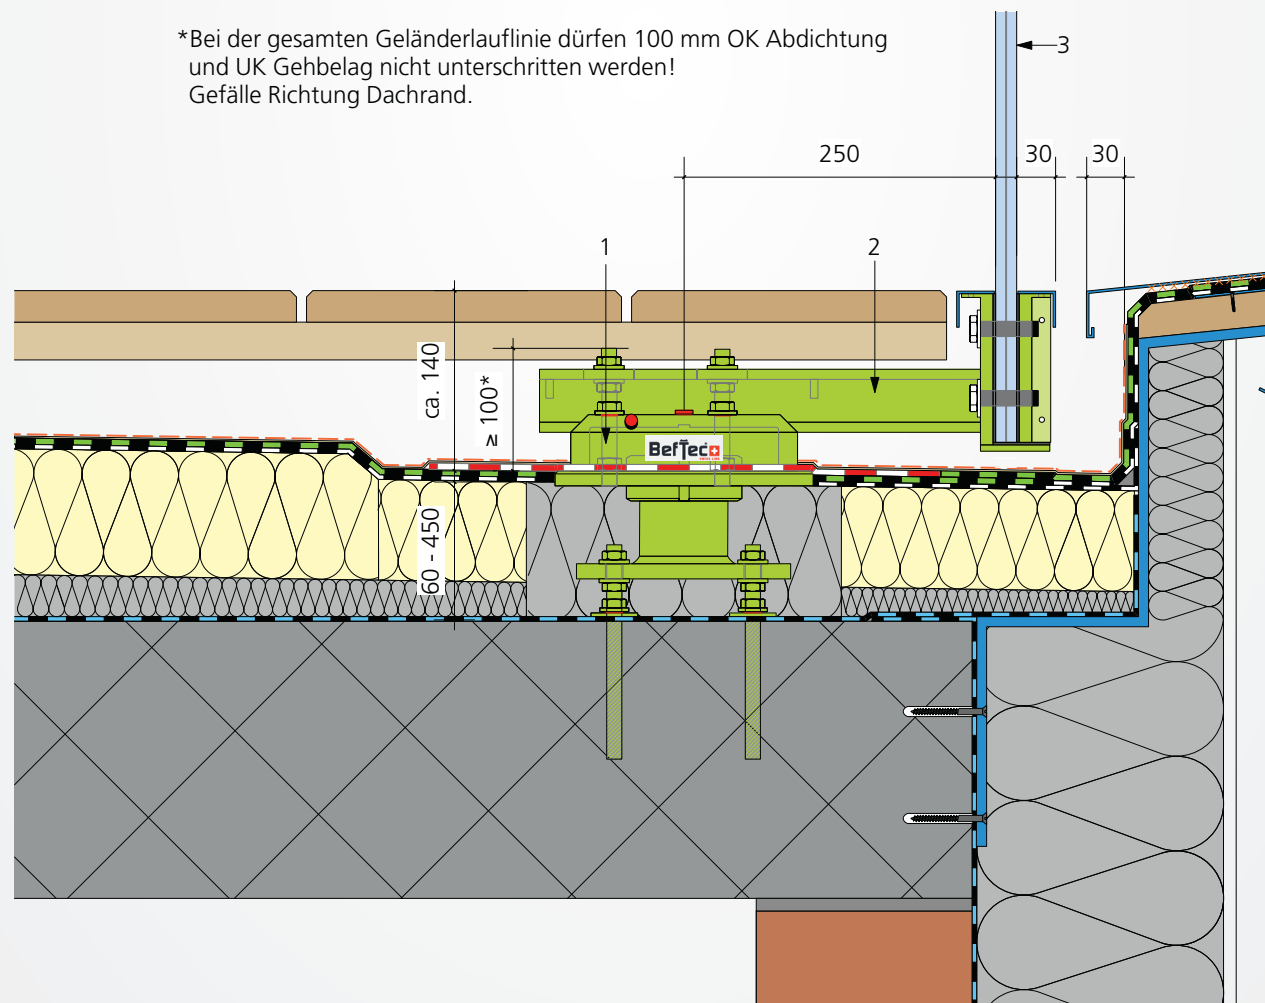 *Bei der gesamten Geländerlauflinie dürfen 100 mm OK Abdichtung
und UK Gehbelag nicht unterschritten werden!
Gefälle Richtung Dachrand.
3
250
30
30
1
2
ca. 140
≥ 100*
BefTec
60 - 450